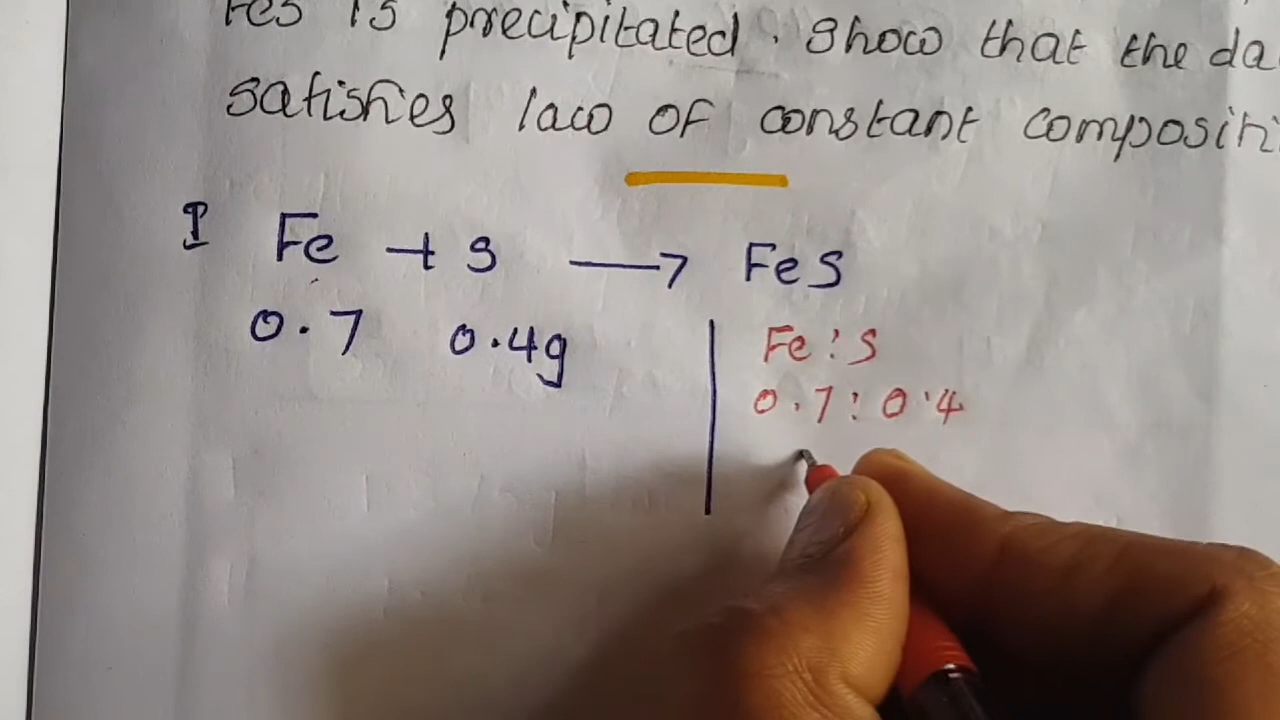 Fes is precipitated. Show that the da
satisfies law of constant compositi
I Fe + S → FeS
0.7 0.4g
Fe : S
0.7 : 0.4